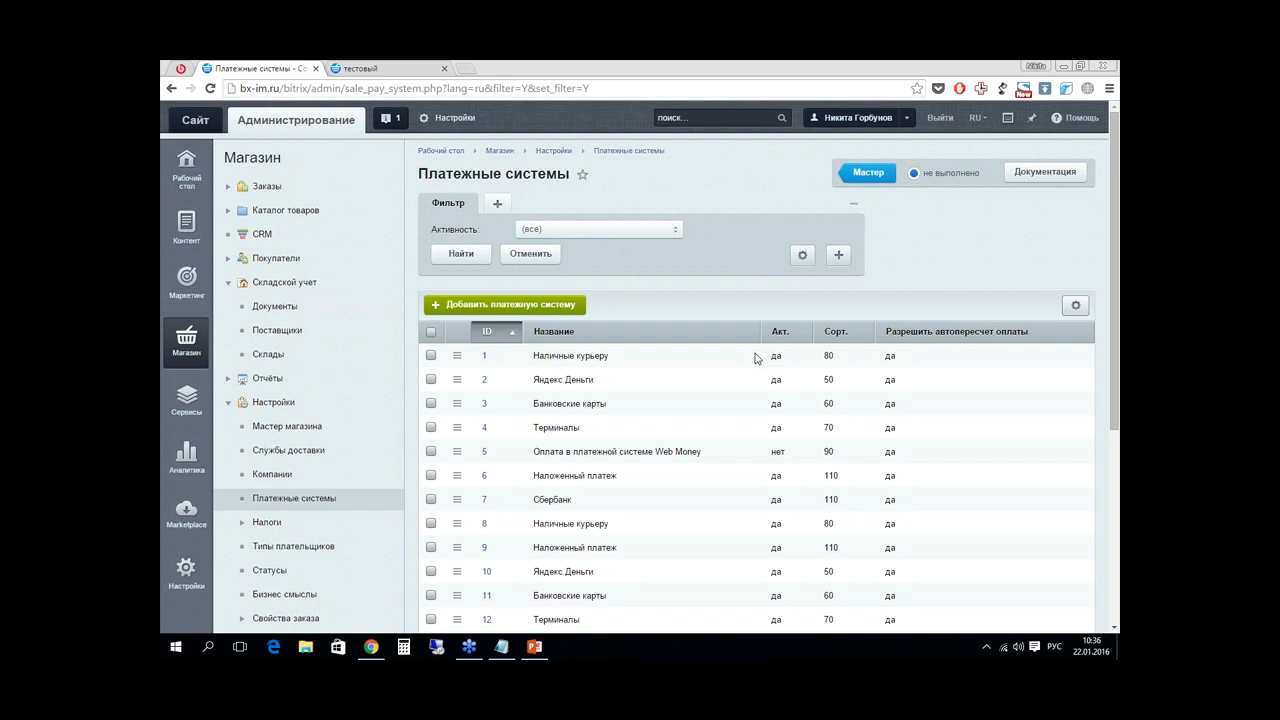 Платежные системы - Co
тестовый
Nikita
bx-im.ru/bitrix/admin/sale_pay_system.php?lang=ru&filter=Y&set_filter=Y
New
Сайт
Администрирование
1
Настройки
поиск...
Никита Горбунов
Выйти
RU
Помощь
Рабочий стол
Контент
Маркетинг
Магазин
Сервисы
Аналитика
Marketplace
Настройки
Магазин
Заказы
Каталог товаров
CRM
Покупатели
Складской учет
Документы
Поставщики
Склады
Отчёты
Настройки
Мастер магазина
Службы доставки
Компании
Платежные системы
Налоги
Типы плательщиков
Статусы
Бизнес смыслы
Свойства заказа
Рабочий стол Магазин Настройки Платежные системы
Платежные системы
Мастер
не выполнено
Документация
Фильтр
Активность: (все)
Найти Отменить
+ Добавить платежную систему
ID Название Акт. Сорт. Разрешить автопересчет оплаты
1 Наличные курьеру да 80 да
2 Яндекс.Деньги да 50 да
3 Банковские карты да 60 да
4 Терминалы да 70 да
5 Оплата в платежной системе Web Money нет 90 да
6 Наложенный платеж да 110 да
7 Сбербанк да 110 да
8 Наличные курьеру да 80 да
9 Наложенный платеж да 110 да
10 Яндекс.Деньги да 50 да
11 Банковские карты да 60 да
12 Терминалы да 70 да
РУС
10:36
22.01.2016